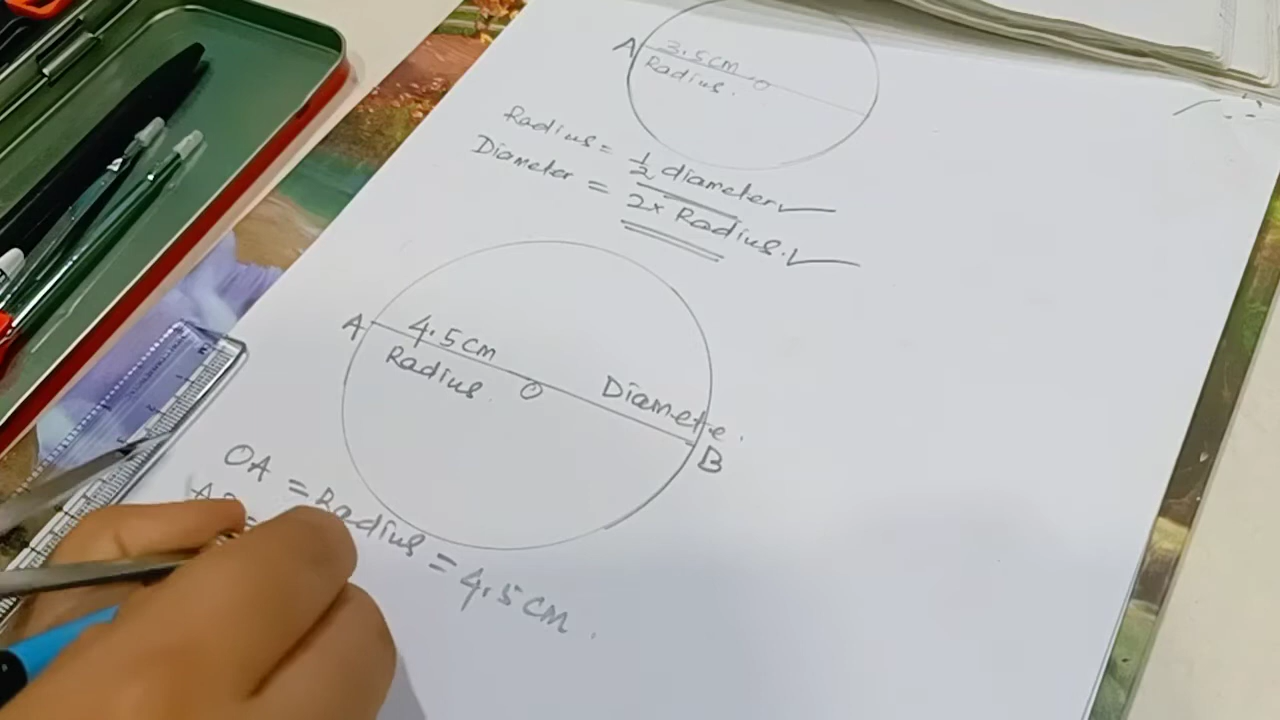 A 3.5cm O
Radius.
Radius = 1/2 diameter ✓
Diameter = 2x Radius. ✓
A 4.5cm
Radius. O Diamete.
B
OA = Radius = 4.5cm.